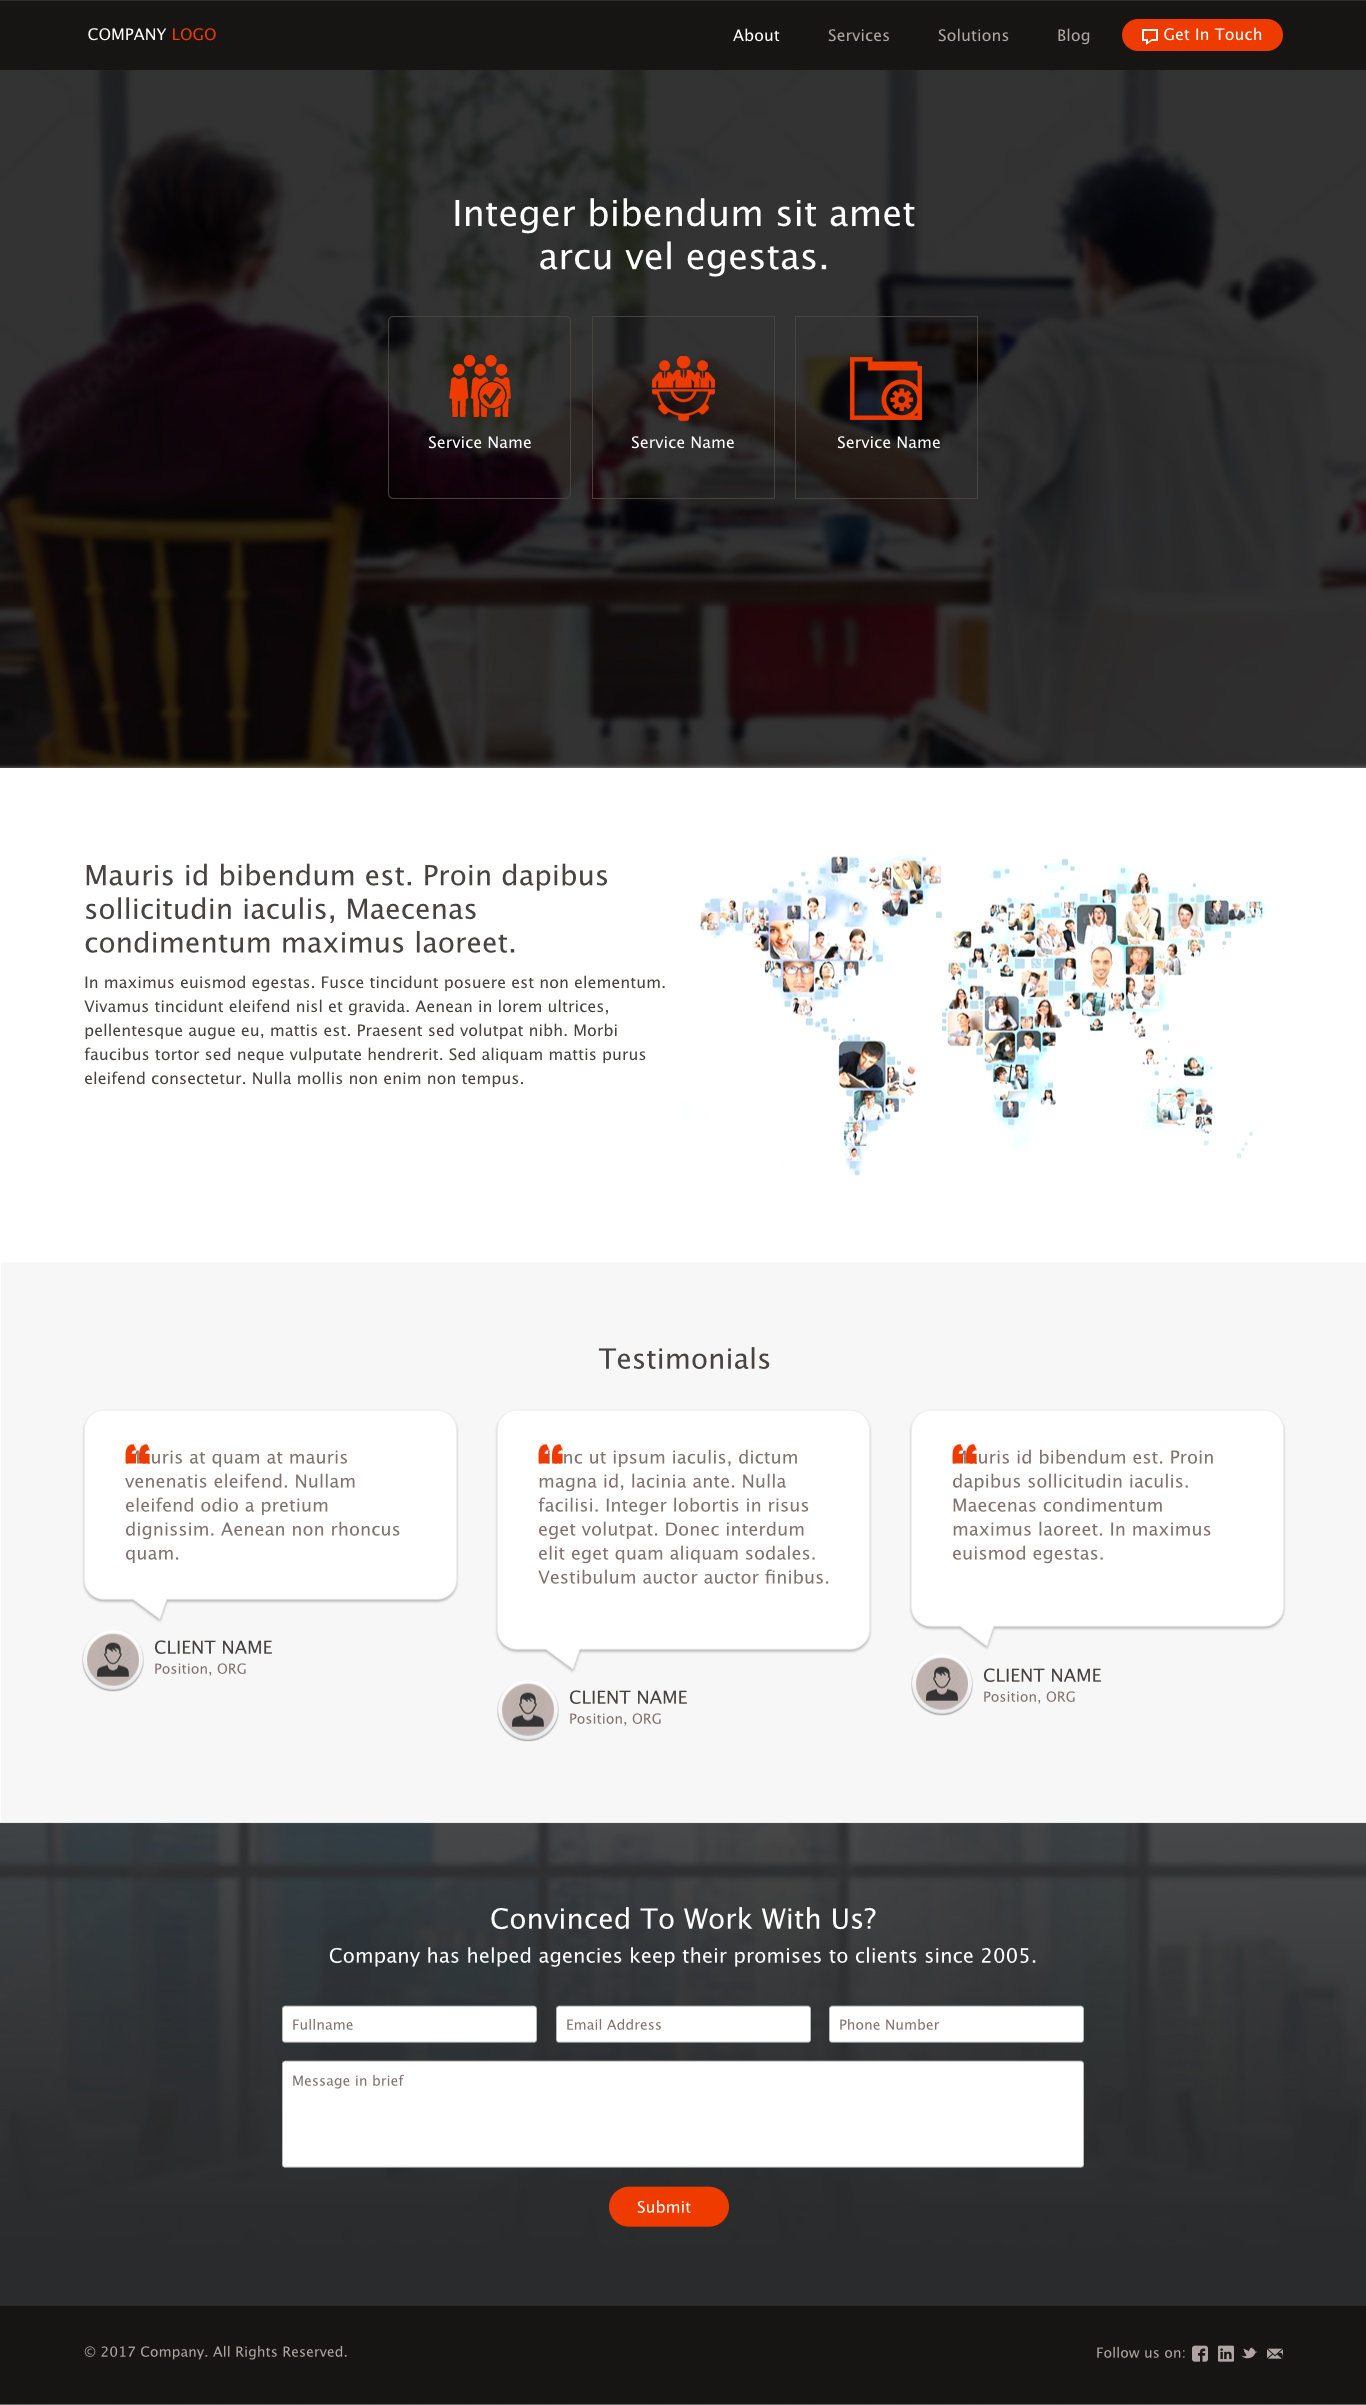 COMPANY LOGO
About Services Solutions Blog Get In Touch
Integer bibendum sit amet
arcu vel egestas.
Service Name Service Name Service Name
Mauris id bibendum est. Proin dapibus
sollicitudin iaculis, Maecenas
condimentum maximus laoreet.
In maximus euismod egestas. Fusce tincidunt posuere est non elementum.
Vivamus tincidunt eleifend nisl et gravida. Aenean in lorem ultrices,
pellentesque augue eu, mattis est. Praesent sed volutpat nibh. Morbi
faucibus tortor sed neque vulputate hendrerit. Sed aliquam mattis purus
eleifend consectetur. Nulla mollis non enim non tempus.
Testimonials
at quam at mauris
venenatis eleifend. Nullam
eleifend odio a pretium
dignissim. Aenean non rhoncus
quam.
CLIENT NAME
Position, ORG
ut ipsum iaculis, dictum
magna id, lacinia ante. Nulla
facilisi. Integer lobortis in risus
eget volutpat. Donec interdum
elit eget quam aliquam sodales.
Vestibulum auctor auctor finibus.
CLIENT NAME
Position, ORG
id bibendum est. Proin
dapibus sollicitudin iaculis.
Maecenas condimentum
maximus laoreet. In maximus
euismod egestas.
CLIENT NAME
Position, ORG
Convinced To Work With Us?
Company has helped agencies keep their promises to clients since 2005.
Fullname Email Address Phone Number
Message in brief
Submit
© 2017 Company. All Rights Reserved.
Follow us on: